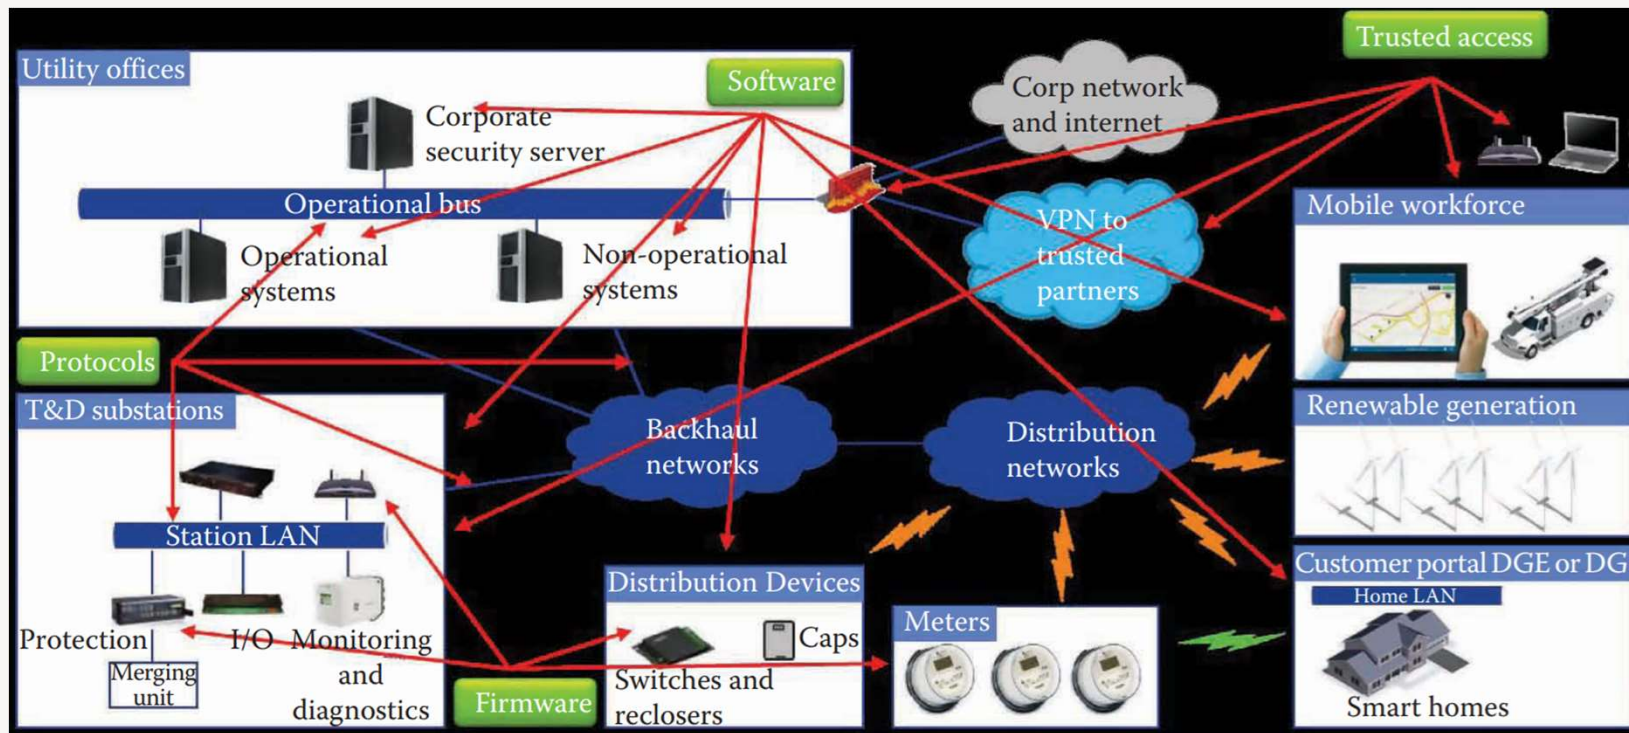 Trusted access
Utility offices
Software
Corp network
and internet
Corporate
security server
Operational bus
Mobile workforce
VPN to
trusted
partners
Operational
systems
Non-operational
systems
Protocols
T&D substations
Renewable generation
Backhaul
networks
Distribution
networks
Station LAN
Customer portal DGE or DG
Distribution Devices
Home LAN
Meters
Protection
I/O
Monitoring
and
diagnostics
Caps
Merging
unit
Switches and
reclosers
Firmware
Smart homes